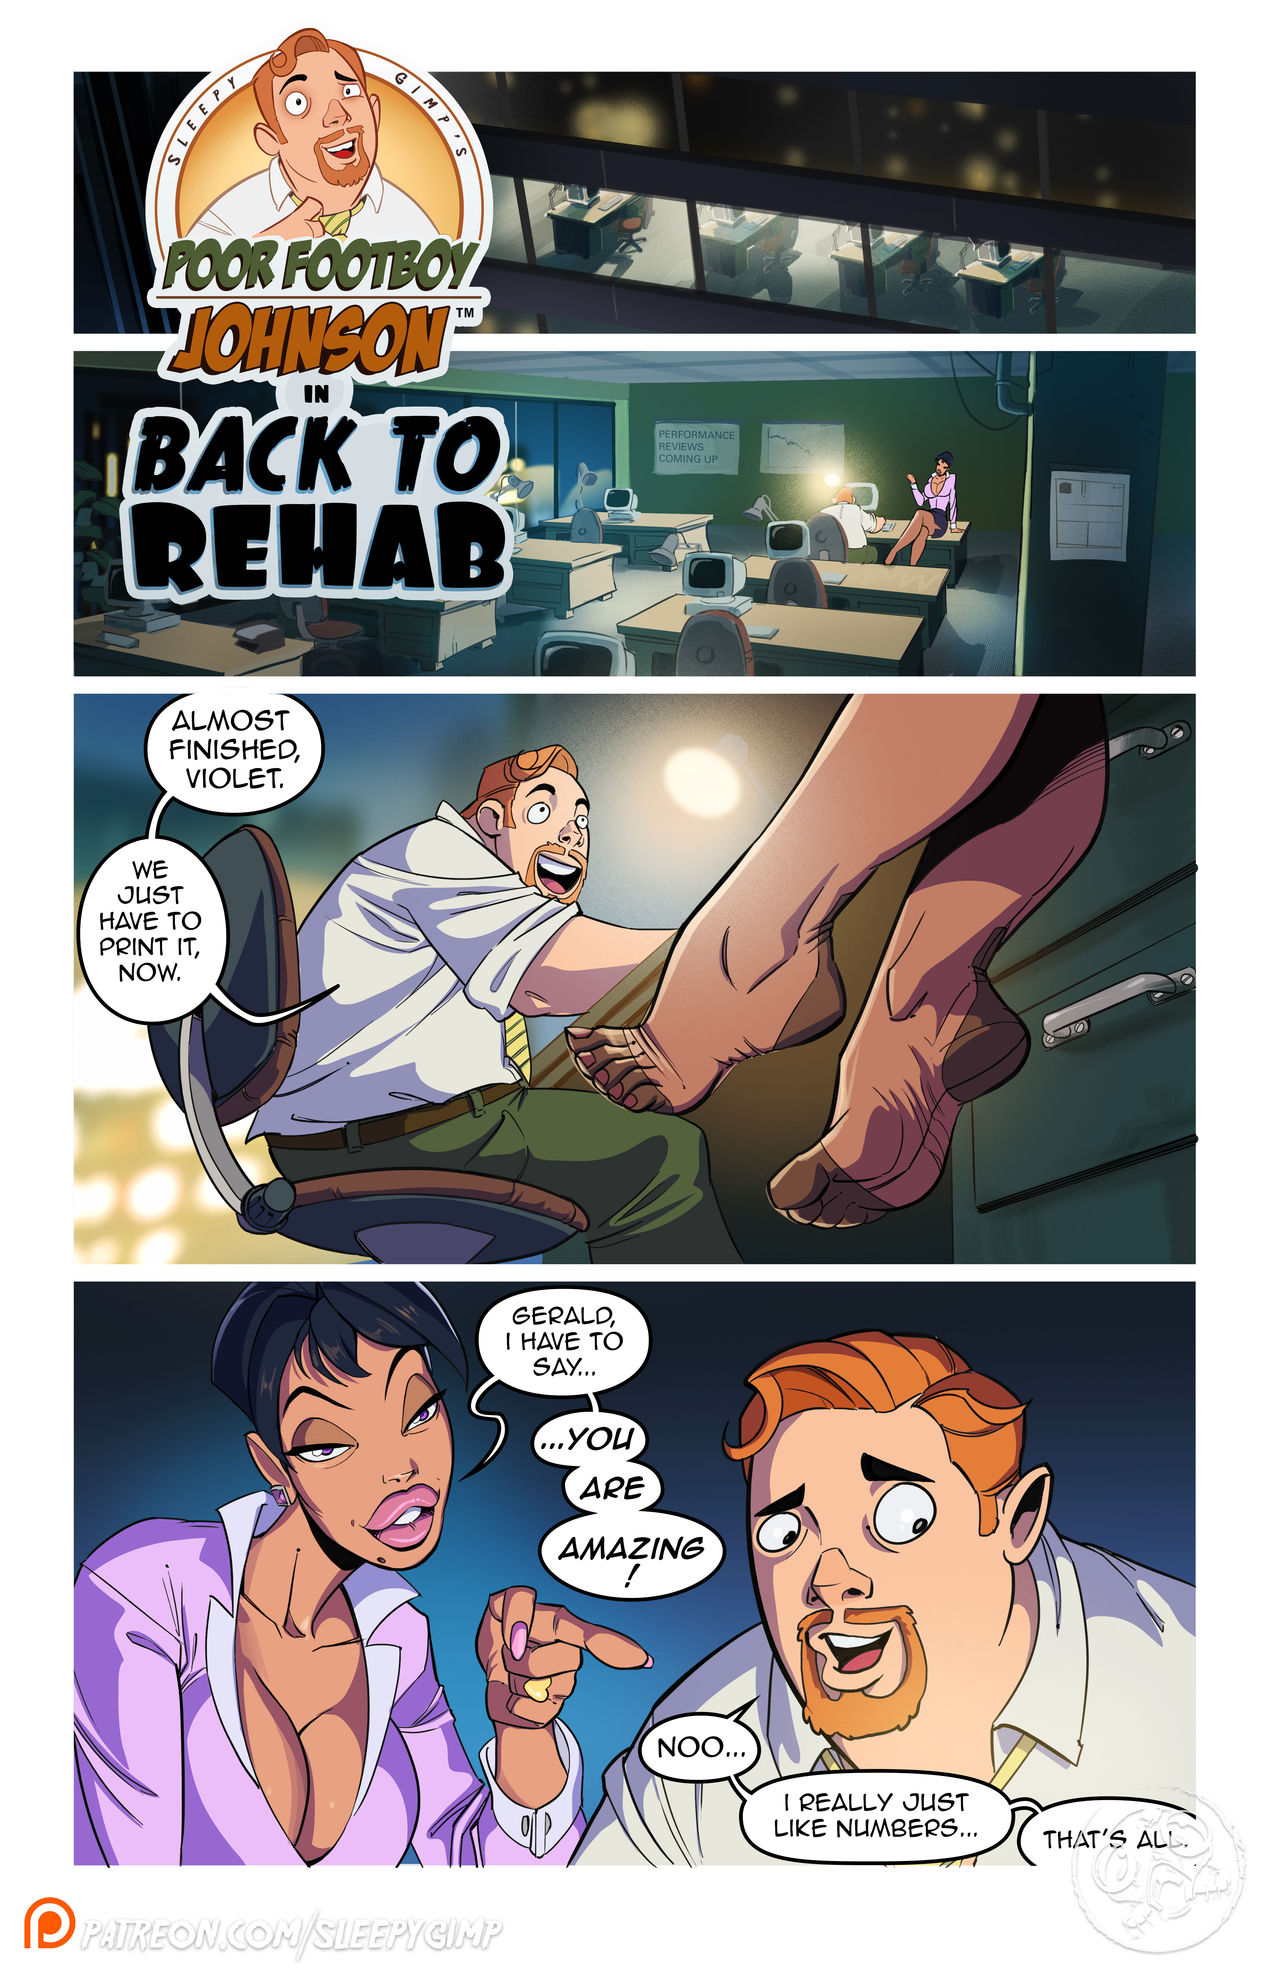 SLEEPY GIMP'S
POOR FOOTBOY
JOHNSON™
IN
BACK TO
REHAB
PERFORMANCE
REVIEWS
COMING UP
ALMOST
FINISHED,
VIOLET.
WE
JUST
HAVE TO
PRINT IT,
NOW.
GERALD,
I HAVE TO
SAY...
...YOU
ARE
AMAZING
!
NOO...
I REALLY JUST
LIKE NUMBERS...
THAT'S ALL.
PATREON.COM/SLEEPYGIMP